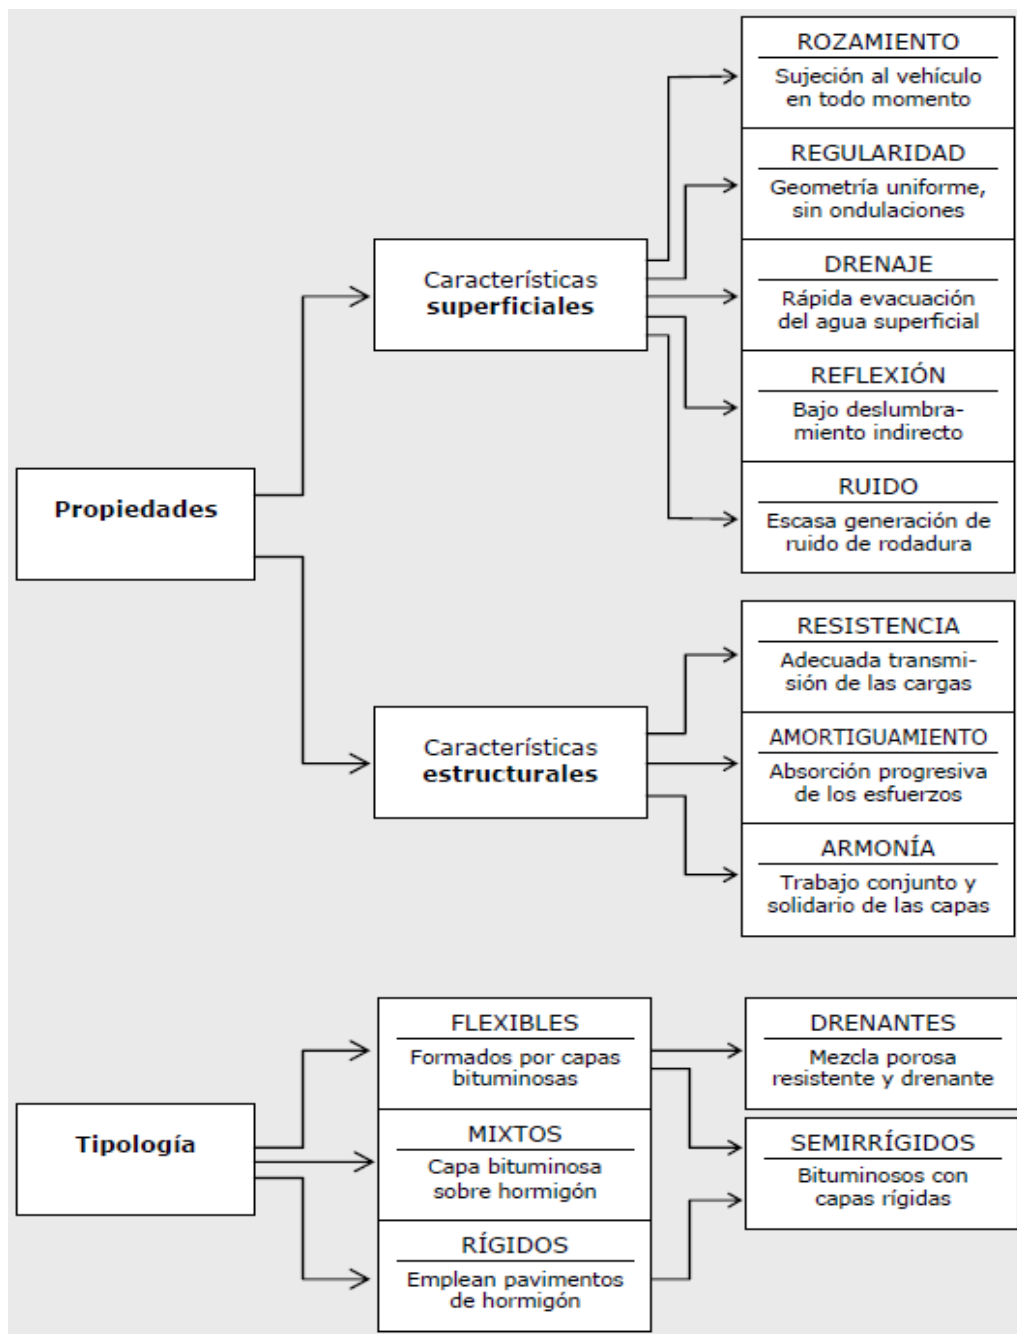 Propiedades
Características
superficiales
ROZAMIENTO
Sujeción al vehículo
en todo momento
REGULARIDAD
Geometría uniforme,
sin ondulaciones
DRENAJE
Rápida evacuación
del agua superficial
REFLEXIÓN
Bajo deslumbra-
miento indirecto
RUIDO
Escasa generación de
ruido de rodadura
Características
estructurales
RESISTENCIA
Adecuada transmi-
sión de las cargas
AMORTIGUAMIENTO
Absorción progresiva
de los esfuerzos
ARMONÍA
Trabajo conjunto y
solidario de las capas
Tipología
FLEXIBLES
Formados por capas
bituminosas
MIXTOS
Capa bituminosa
sobre hormigón
RÍGIDOS
Emplean pavimentos
de hormigón
DRENANTES
Mezcla porosa
resistente y drenante
SEMIRRÍGIDOS
Bituminosos con
capas rígidas